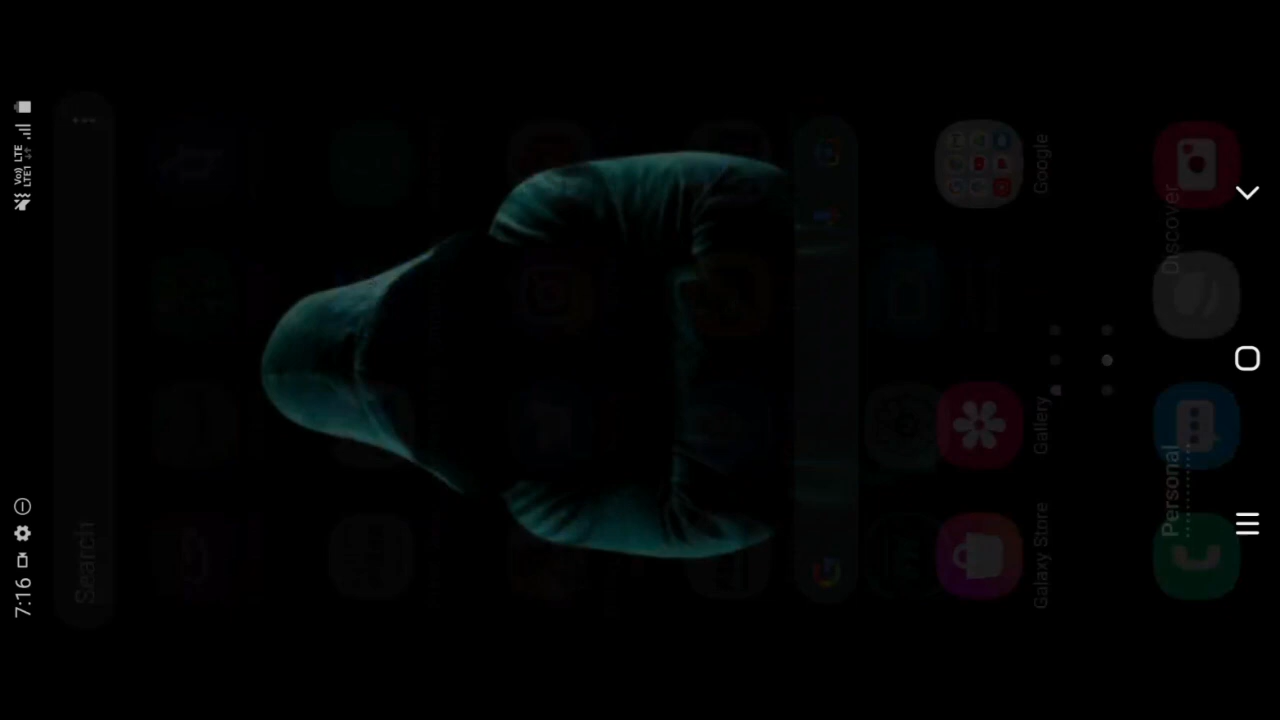 7:16
Vo)) LTE
LTE1
Search
Google
Gallery
Galaxy Store
Discover
Personal